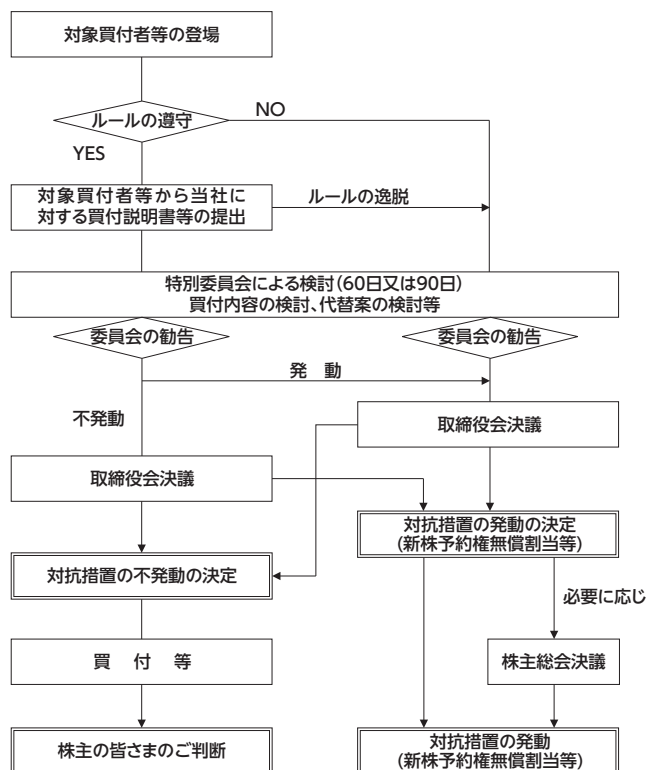 対象買付者等の登場
ルールの遵守
NO
YES
対象買付者等から当社に
対する買付説明書等の提出
ルールの逸脱
特別委員会による検討(60日又は90日)
買付内容の検討、代替案の検討等
委員会の勧告
委員会の勧告
発 動
不発動
取締役会決議
取締役会決議
対抗措置の発動の決定
(新株予約権無償割当等)
対抗措置の不発動の決定
必要に応じ
買 付 等
株主総会決議
株主の皆さまのご判断
対抗措置の発動
(新株予約権無償割当等)